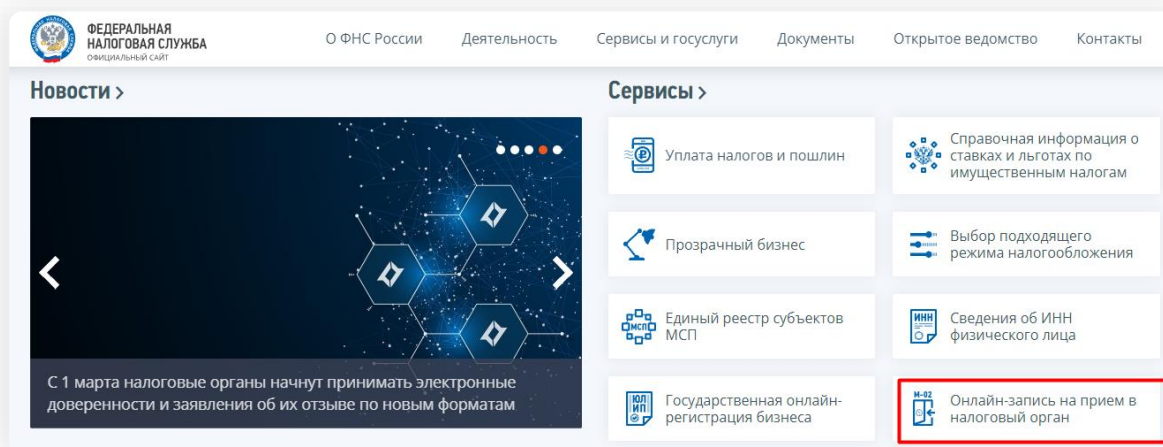 ФЕДЕРАЛЬНАЯ
НАЛОГОВАЯ СЛУЖБА
ОФИЦИАЛЬНЫЙ САЙТ
О ФНС России
Деятельность
Сервисы и госуслуги
Документы
Открытое ведомство
Контакты
Новости >
С 1 марта налоговые органы начнут принимать электронные
доверенности и заявления об их отзыве по новым форматам
Сервисы >
Уплата налогов и пошлин
Справочная информация о
ставках и льготах по
имущественным налогам
Прозрачный бизнес
Выбор подходящего
режима налогообложения
МСП
Единый реестр субъектов
МСП
ИНН
Сведения об ИНН
физического лица
ЮЛ
ИП
Государственная онлайн-
регистрация бизнеса
М-02
Онлайн-запись на прием в
налоговый орган